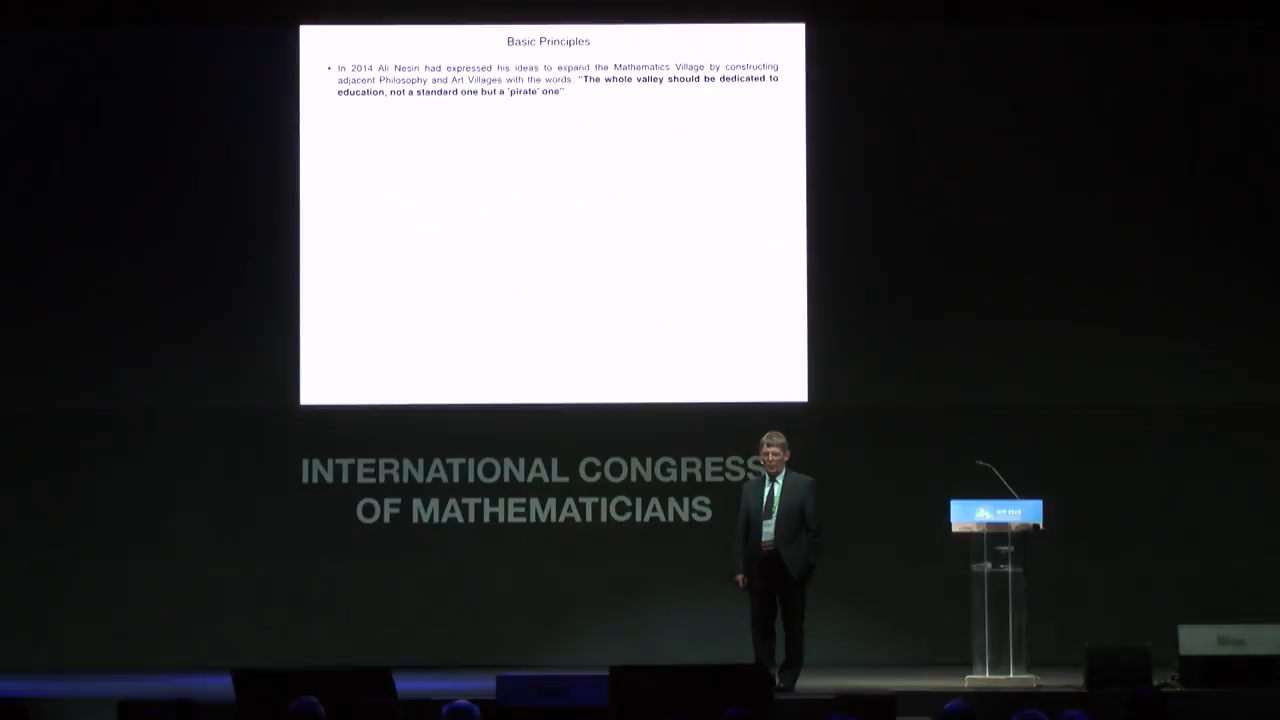 Basic Principles
• In 2014 Ali Nesin had expressed his ideas to expand the Mathematics Village by constructing
adjacent Philosophy and Art Villages with the words: "The whole valley should be dedicated to
education, not a standard one but a 'pirate' one".
INTERNATIONAL CONGRESS
OF MATHEMATICIANS